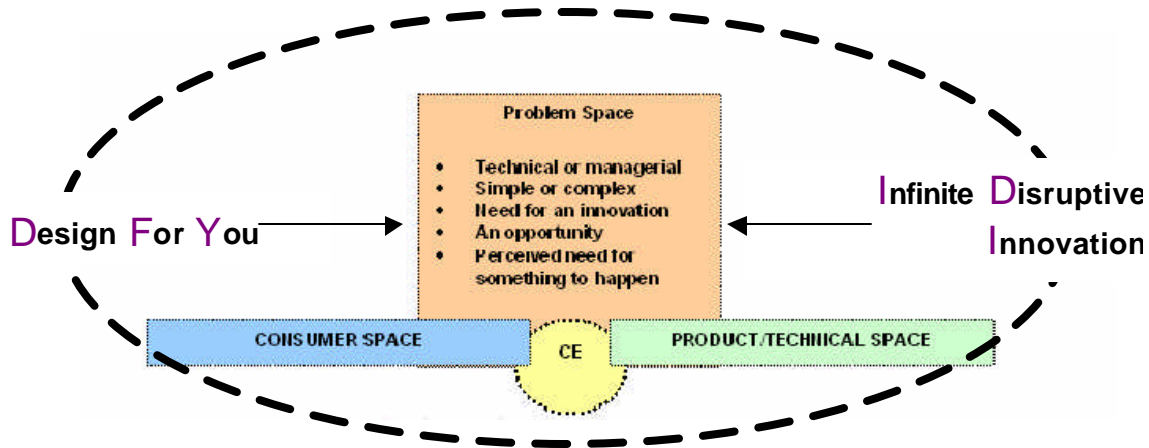 Problem Space
• Technical or managerial
• Simple or complex
• Need for an innovation
• An opportunity
• Perceived need for
something to happen
Design For You
Infinite Disruptive
Innovation
CONSUMER SPACE
CE
PRODUCT/TECHNICAL SPACE